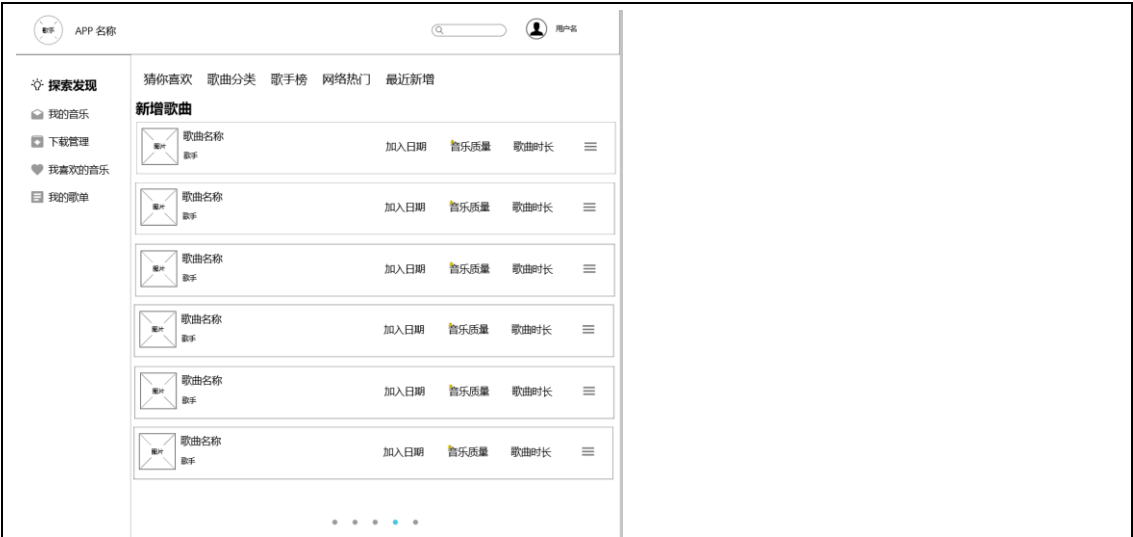 歌手 APP 名称 用户名
探索发现
我的音乐
下载管理
我喜欢的音乐
我的歌单
猜你喜欢 歌曲分类 歌手榜 网络热门 最近新增
新增歌曲
图片 歌曲名称 加入日期 音乐质量 歌曲时长
歌手
图片 歌曲名称 加入日期 音乐质量 歌曲时长
歌手
图片 歌曲名称 加入日期 音乐质量 歌曲时长
歌手
图片 歌曲名称 加入日期 音乐质量 歌曲时长
歌手
图片 歌曲名称 加入日期 音乐质量 歌曲时长
歌手
图片 歌曲名称 加入日期 音乐质量 歌曲时长
歌手